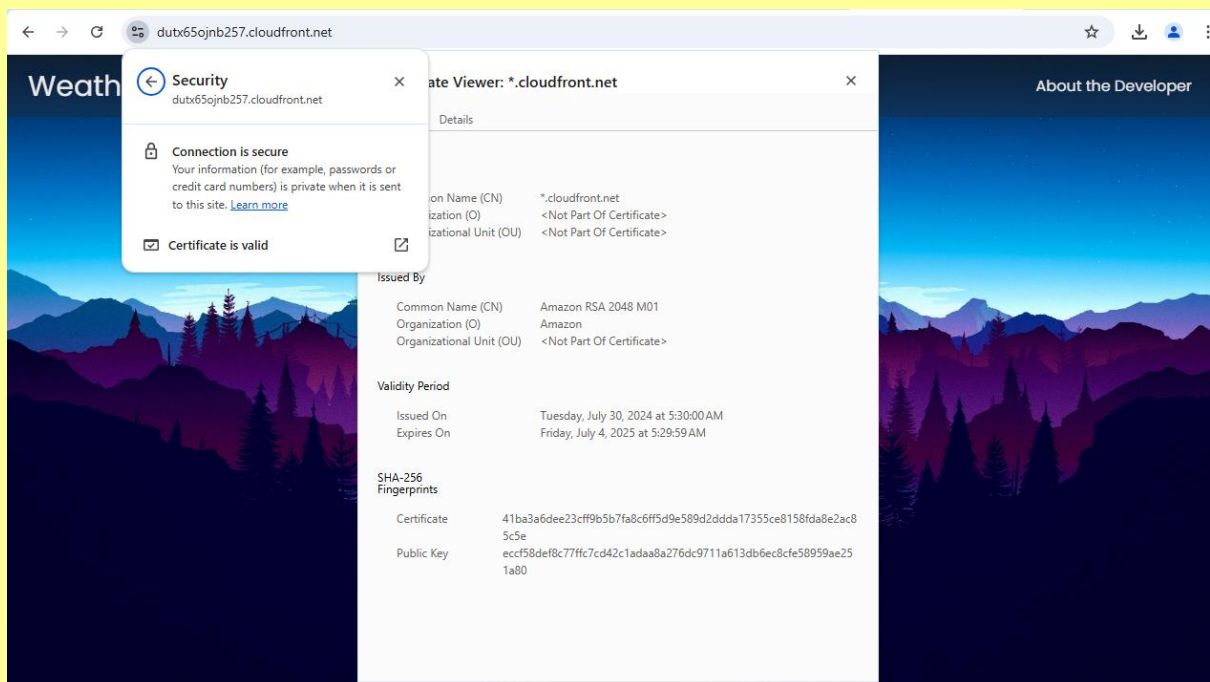 dutx65ojnb257.cloudfront.net
Weath
About the Developer
Security
dutx65ojnb257.cloudfront.net
Connection is secure
Your information (for example, passwords or
credit card numbers) is private when it is sent
to this site. Learn more
Certificate is valid
ate Viewer: *.cloudfront.net
Details
on Name (CN) *.cloudfront.net
ization (O) <Not Part Of Certificate>
izational Unit (OU) <Not Part Of Certificate>
Issued By
Common Name (CN) Amazon RSA 2048 M01
Organization (O) Amazon
Organizational Unit (OU) <Not Part Of Certificate>
Validity Period
Issued On Tuesday, July 30, 2024 at 5:30:00 AM
Expires On Friday, July 4, 2025 at 5:29:59 AM
SHA-256
Fingerprints
Certificate 41ba3a6dee23cff9b5b7fa8c6ff5d9e589d2ddda17355ce8158fda8e2ac8
5c5e
Public Key eccf58def8c77ffc7cd42c1adaa8a276dc9711a613db6ec8cfe58959ae25
1a80